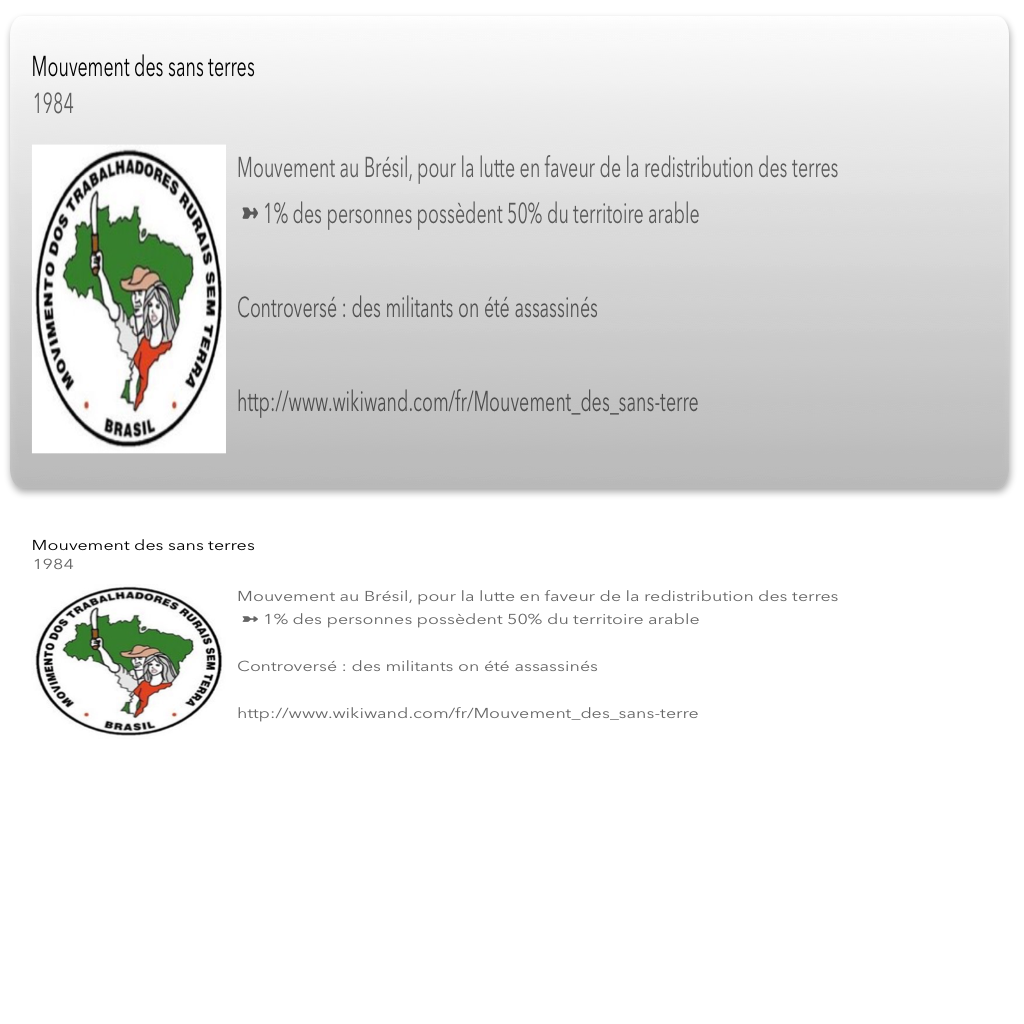 Mouvement des sans terres
1984
MOVIMENTO DOS TRABALHADORES RURAIS SEM TERRA
BRASIL
Mouvement au Brésil, pour la lutte en faveur de la redistribution des terres
➽ 1% des personnes possèdent 50% du territoire arable
Controversé : des militants on été assassinés
http://www.wikiwand.com/fr/Mouvement_des_sans-terre
Mouvement des sans terres
1984
MOVIMENTO DOS TRABALHADORES RURAIS SEM TERRA
BRASIL
Mouvement au Brésil, pour la lutte en faveur de la redistribution des terres
➽ 1% des personnes possèdent 50% du territoire arable
Controversé : des militants on été assassinés
http://www.wikiwand.com/fr/Mouvement_des_sans-terre